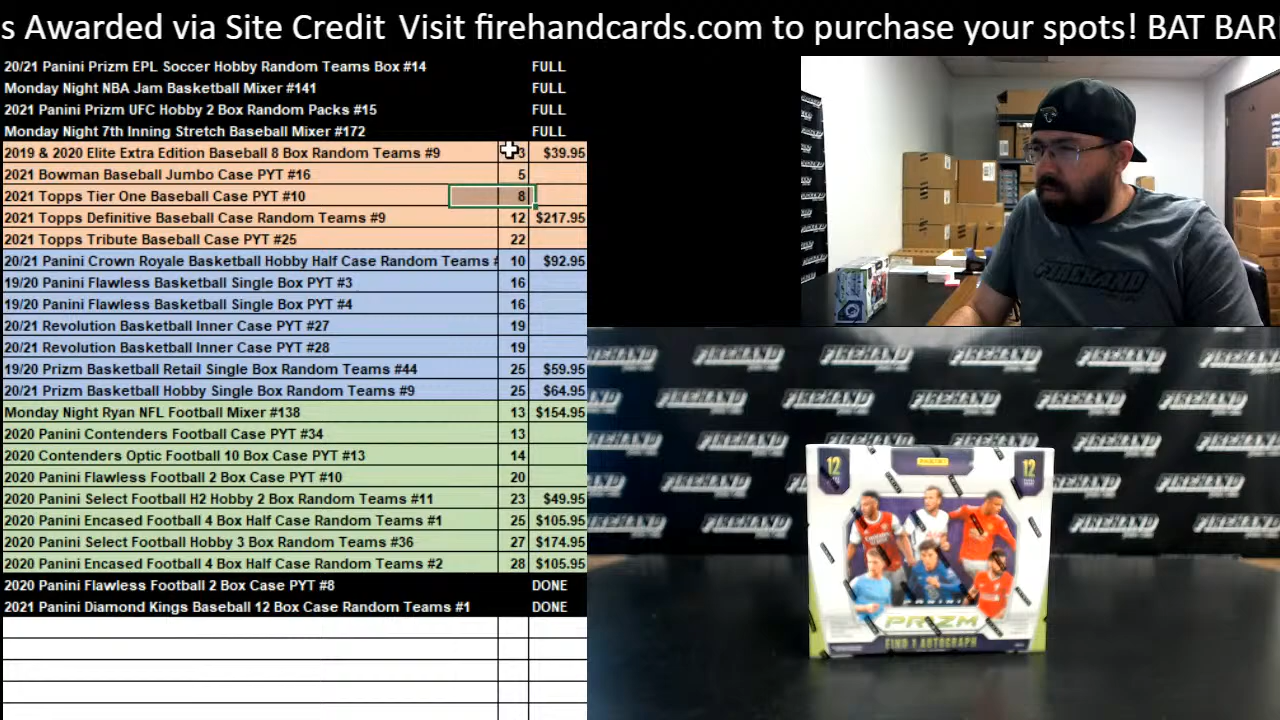 s Awarded via Site Credit Visit firehandcards.com to purchase your spots! BAT BAR
20/21 Panini Prizm EPL Soccer Hobby Random Teams Box #14 FULL
Monday Night NBA Jam Basketball Mixer #141 FULL
2021 Panini Prizm UFC Hobby 2 Box Random Packs #15 FULL
Monday Night 7th Inning Stretch Baseball Mixer #172 FULL
2019 & 2020 Elite Extra Edition Baseball 8 Box Random Teams #9 3 $39.95
2021 Bowman Baseball Jumbo Case PYT #16 5
2021 Topps Tier One Baseball Case PYT #10 8
2021 Topps Definitive Baseball Case Random Teams #9 12 $217.95
2021 Topps Tribute Baseball Case PYT #25 22
20/21 Panini Crown Royale Basketball Hobby Half Case Random Teams # 10 $92.95
19/20 Panini Flawless Basketball Single Box PYT #3 16
19/20 Panini Flawless Basketball Single Box PYT #4 16
20/21 Revolution Basketball Inner Case PYT #27 19
20/21 Revolution Basketball Inner Case PYT #28 19
19/20 Prizm Basketball Retail Single Box Random Teams #44 25 $59.95
20/21 Prizm Basketball Hobby Single Box Random Teams #9 25 $64.95
Monday Night Ryan NFL Football Mixer #138 13 $154.95
2020 Panini Contenders Football Case PYT #34 13
2020 Contenders Optic Football 10 Box Case PYT #13 14
2020 Panini Flawless Football 2 Box Case PYT #10 20
2020 Panini Select Football H2 Hobby 2 Box Random Teams #11 23 $49.95
2020 Panini Encased Football 4 Box Half Case Random Teams #1 25 $105.95
2020 Panini Select Football Hobby 3 Box Random Teams #36 27 $174.95
2020 Panini Encased Football 4 Box Half Case Random Teams #2 28 $105.95
2020 Panini Flawless Football 2 Box Case PYT #8 DONE
2021 Panini Diamond Kings Baseball 12 Box Case Random Teams #1 DONE
FIREHAND
FIREHAND FIREHAND FIREHAND FIREHAND
FIREHAND FIREHAND FIREHAND FIREHAND
12 PANINI 12
PRIZM
FIND 1 AUTOGRAPH